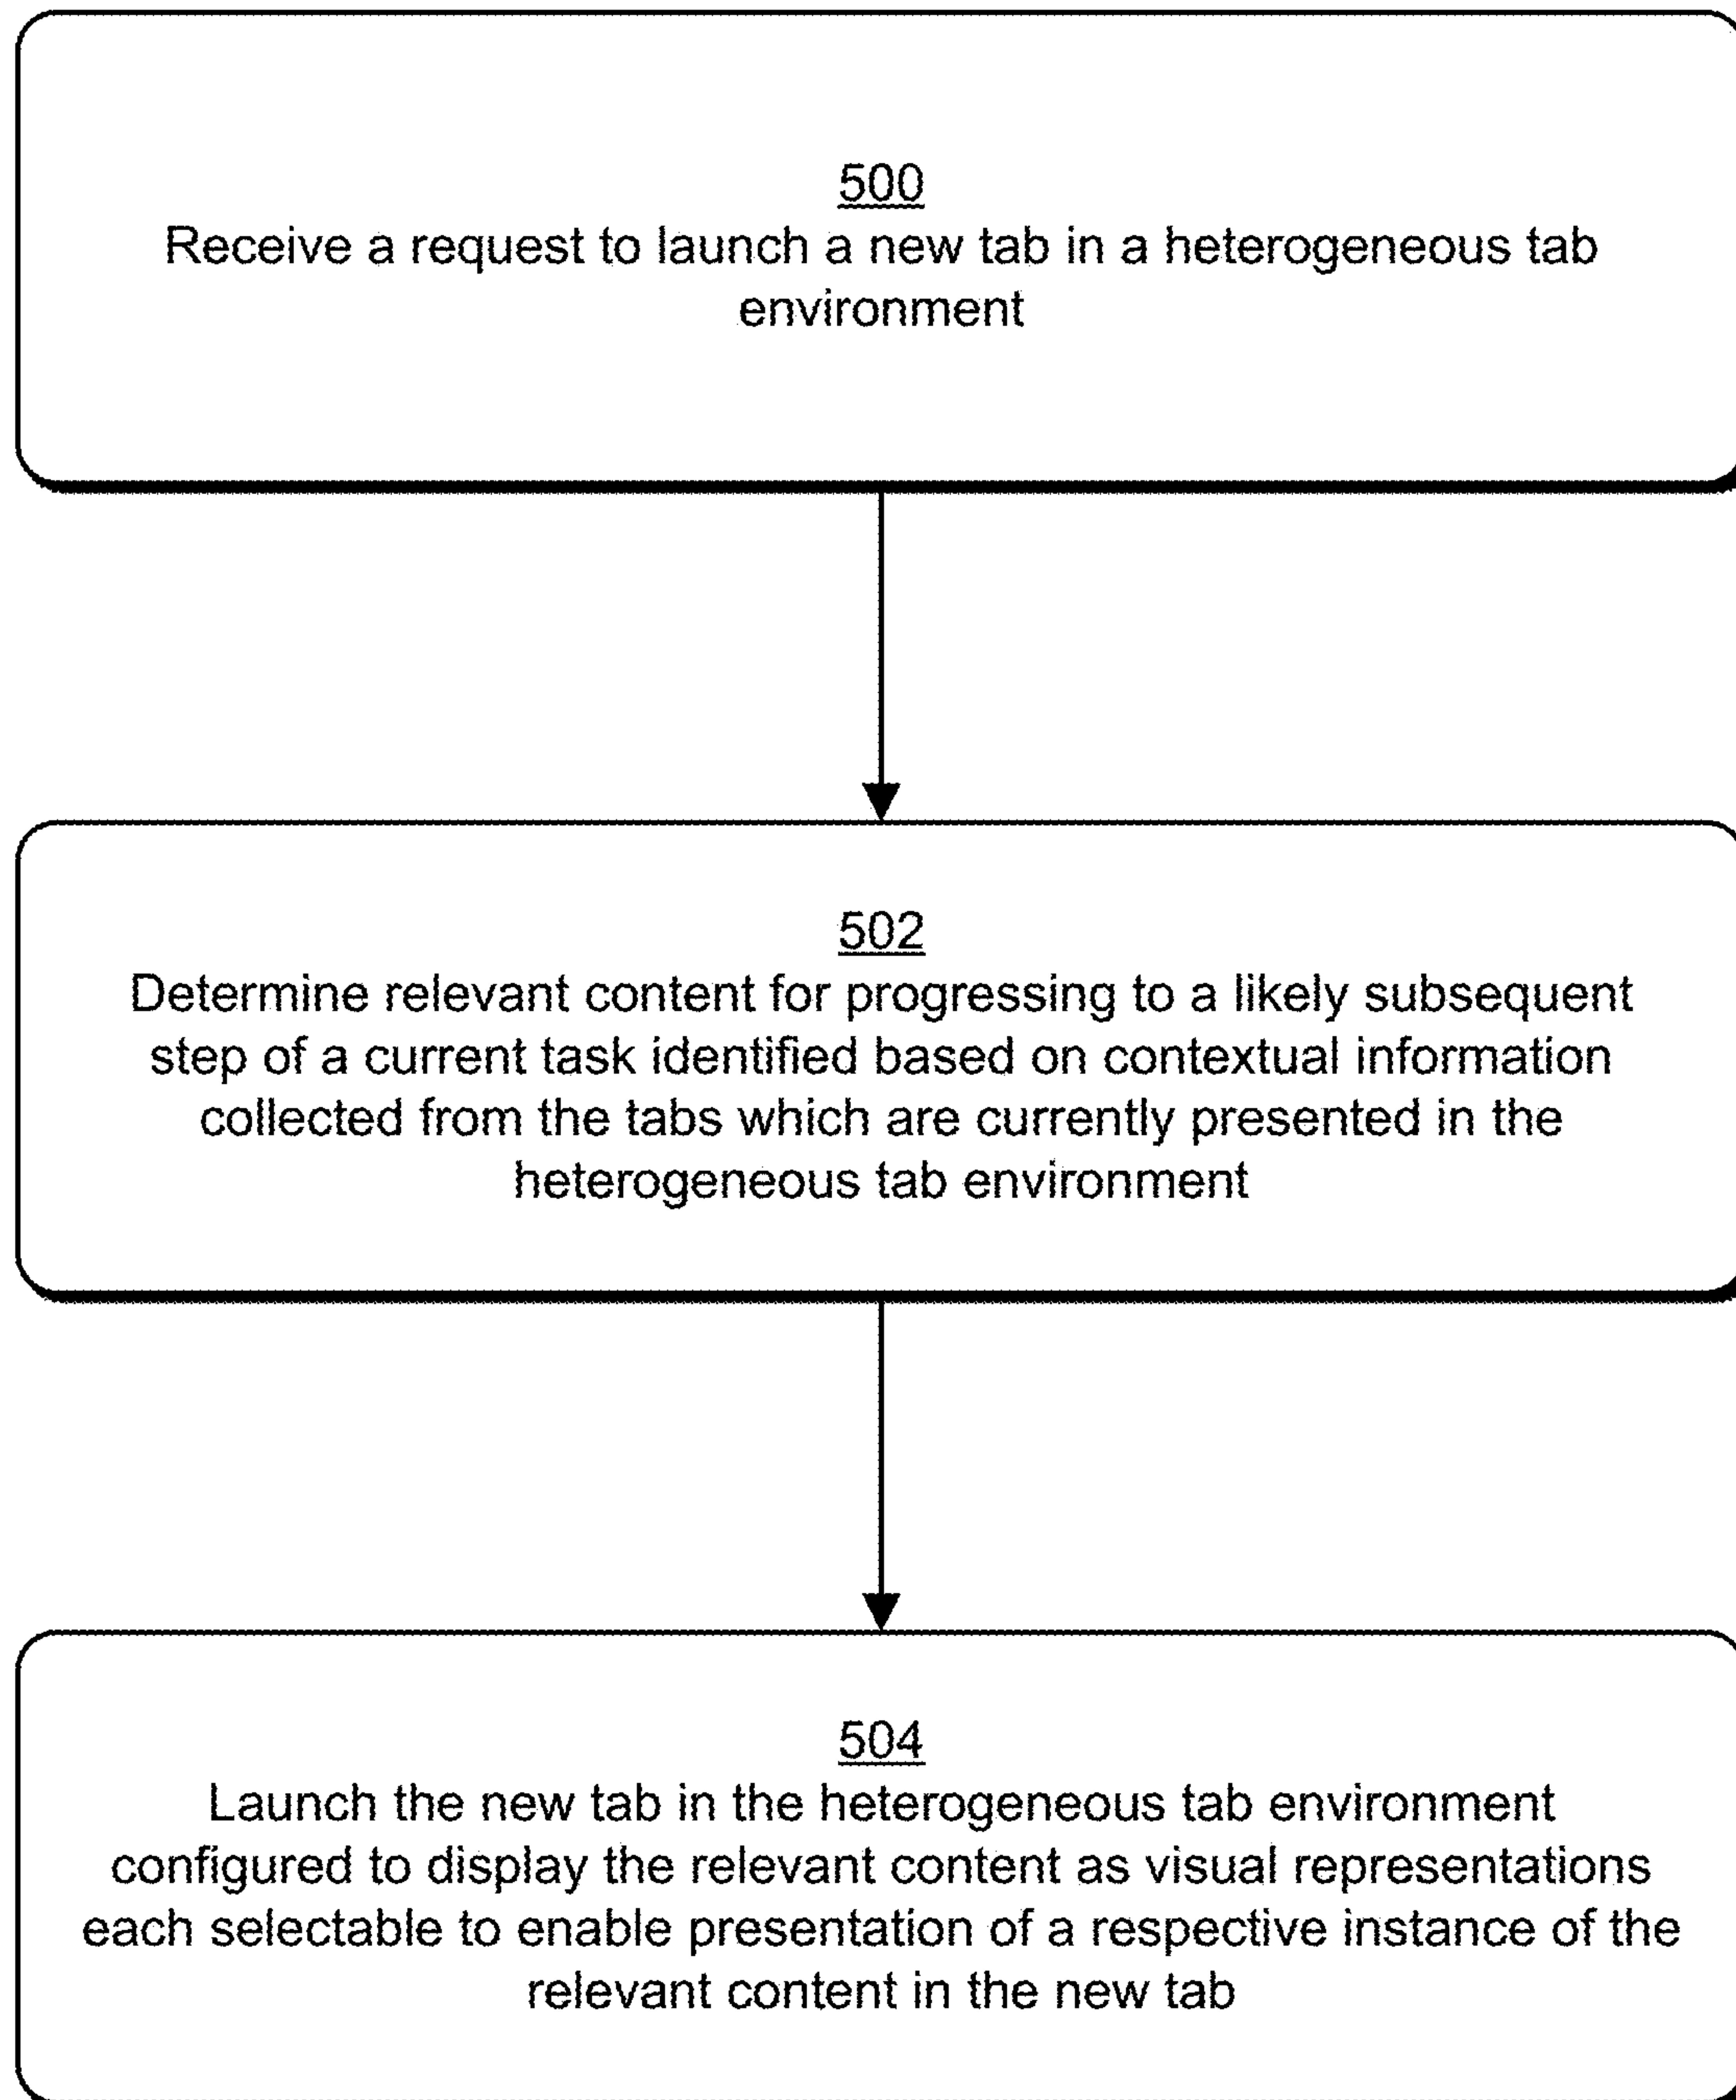 500
Receive a request to launch a new tab in a heterogeneous tab
environment
502
Determine relevant content for progressing to a likely subsequent
step of a current task identified based on contextual information
collected from the tabs which are currently presented in the
heterogeneous tab environment
504
Launch the new tab in the heterogeneous tab environment
configured to display the relevant content as visual representations
each selectable to enable presentation of a respective instance of the
relevant content in the new tab